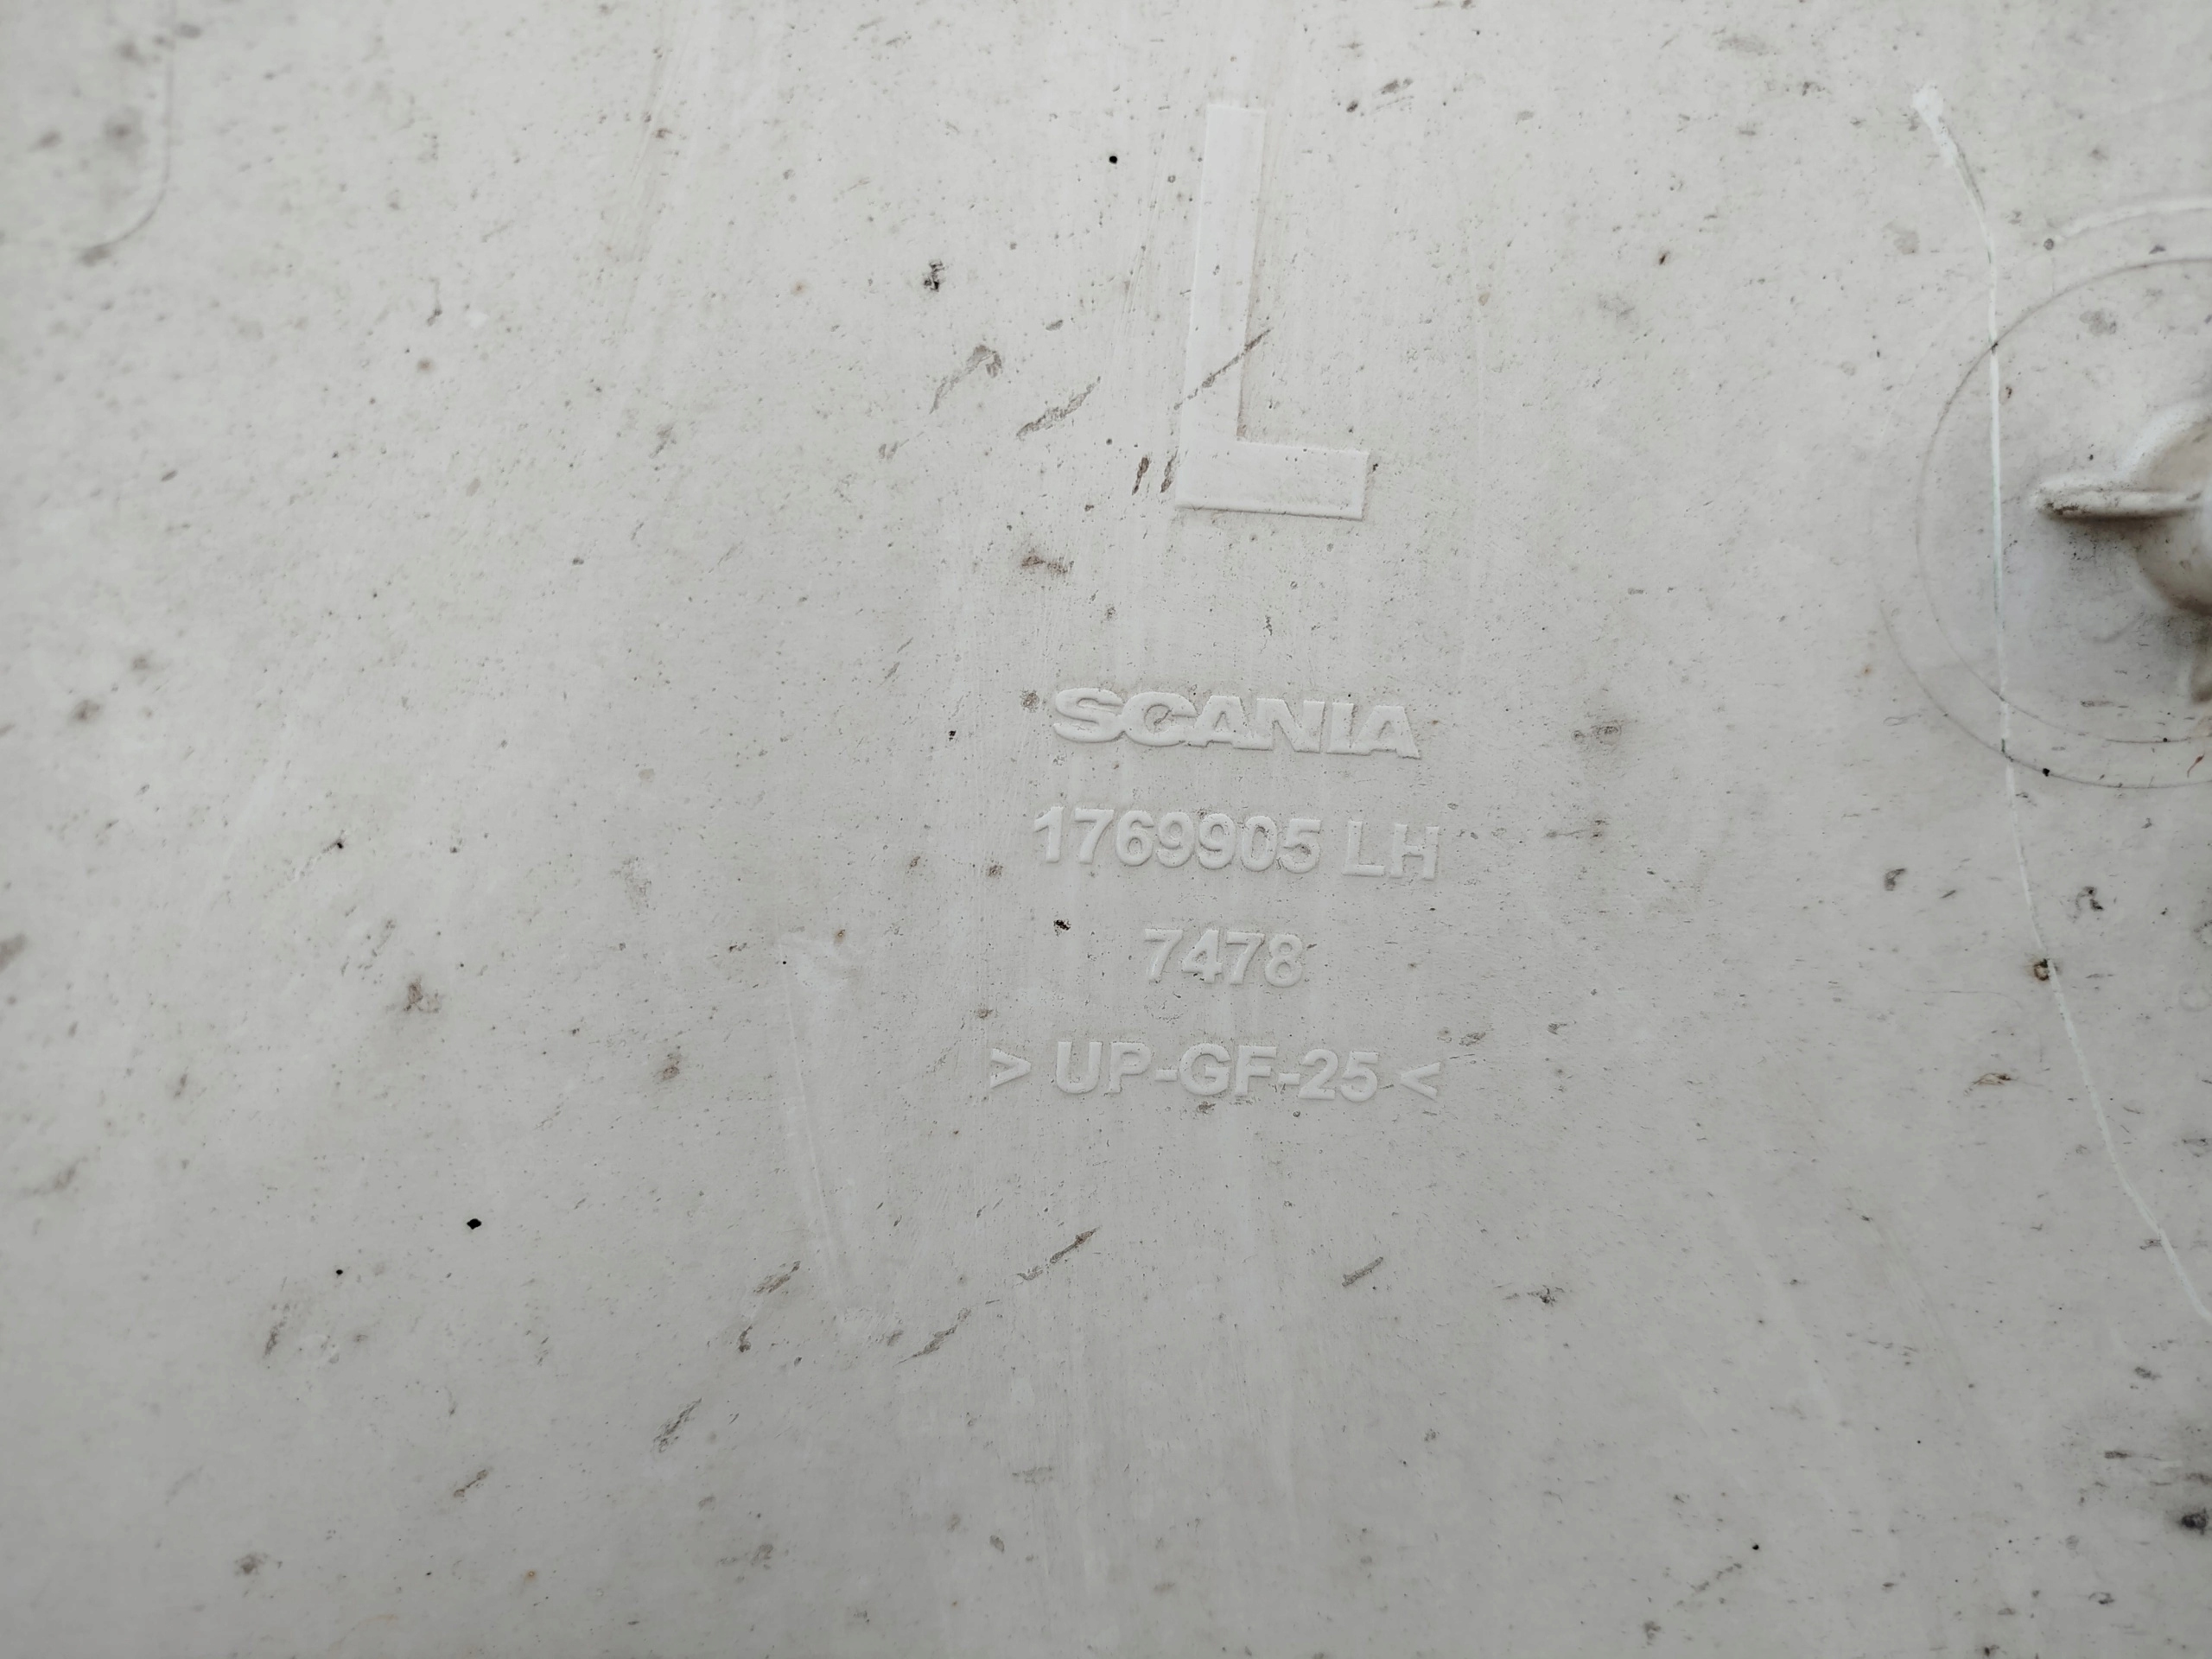 L
SCANIA
1769905 LH
7478
> UP-GF-25 <